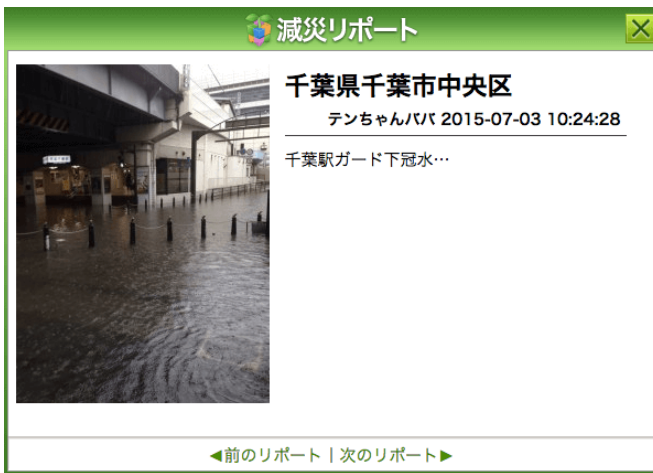 減災リポート
千葉県千葉市中央区
テンちゃんパパ 2015-07-03 10:24:28
千葉駅ガード下冠水…
◀前のリポート | 次のリポート▶